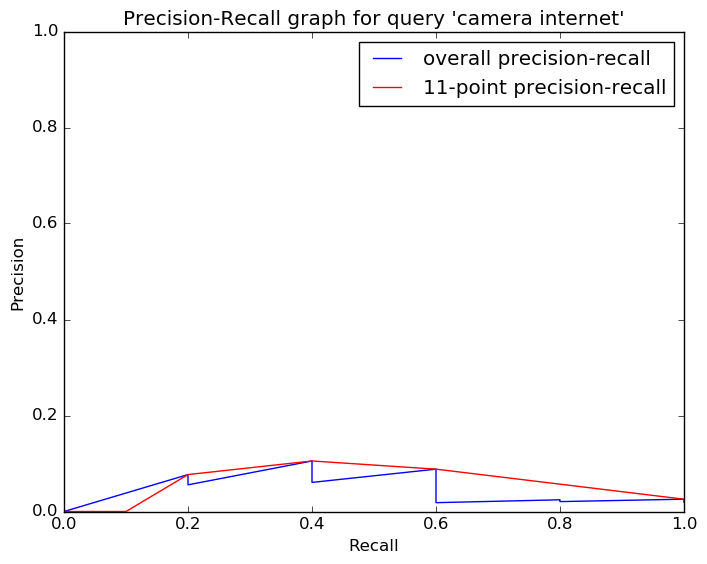 Precision-Recall graph for query 'camera internet'
overall precision-recall
11-point precision-recall
1.0
0.8
0.6
0.4
0.2
0.0
Precision
0.0 0.2 0.4 0.6 0.8 1.0
Recall